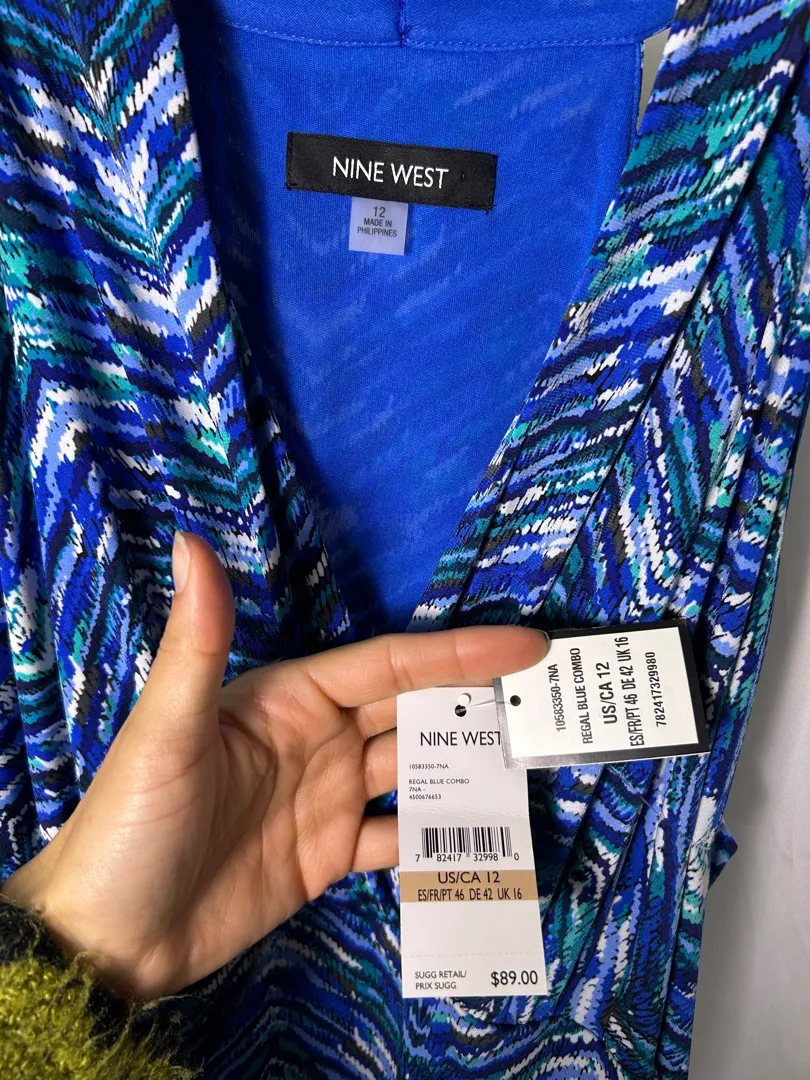 NINE WEST
12
MADE IN
PHILIPPINES
10583350-7NA
REGAL BLUE COMBO
US/CA 12
ES/FR/PT 46 DE 42 UK 16
782417329980
NINE WEST
10583350-7NA
REGAL BLUE COMBO
7NA -
4500676653
7 82417 32998 0
US/CA 12
ES/FR/PT 46 DE 42 UK 16
SUGG RETAIL/
PRIX SUGG
$89.00